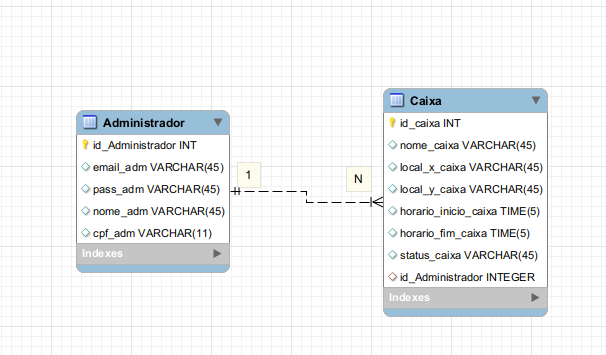 Administrador
id_Administrador INT
email_adm VARCHAR(45)
pass_adm VARCHAR(45)
nome_adm VARCHAR(45)
cpf_adm VARCHAR(11)
Indexes
1
N
Caixa
id_caixa INT
nome_caixa VARCHAR(45)
local_x_caixa VARCHAR(45)
local_y_caixa VARCHAR(45)
horario_inicio_caixa TIME(5)
horario_fim_caixa TIME(5)
status_caixa VARCHAR(45)
id_Administrador INTEGER
Indexes